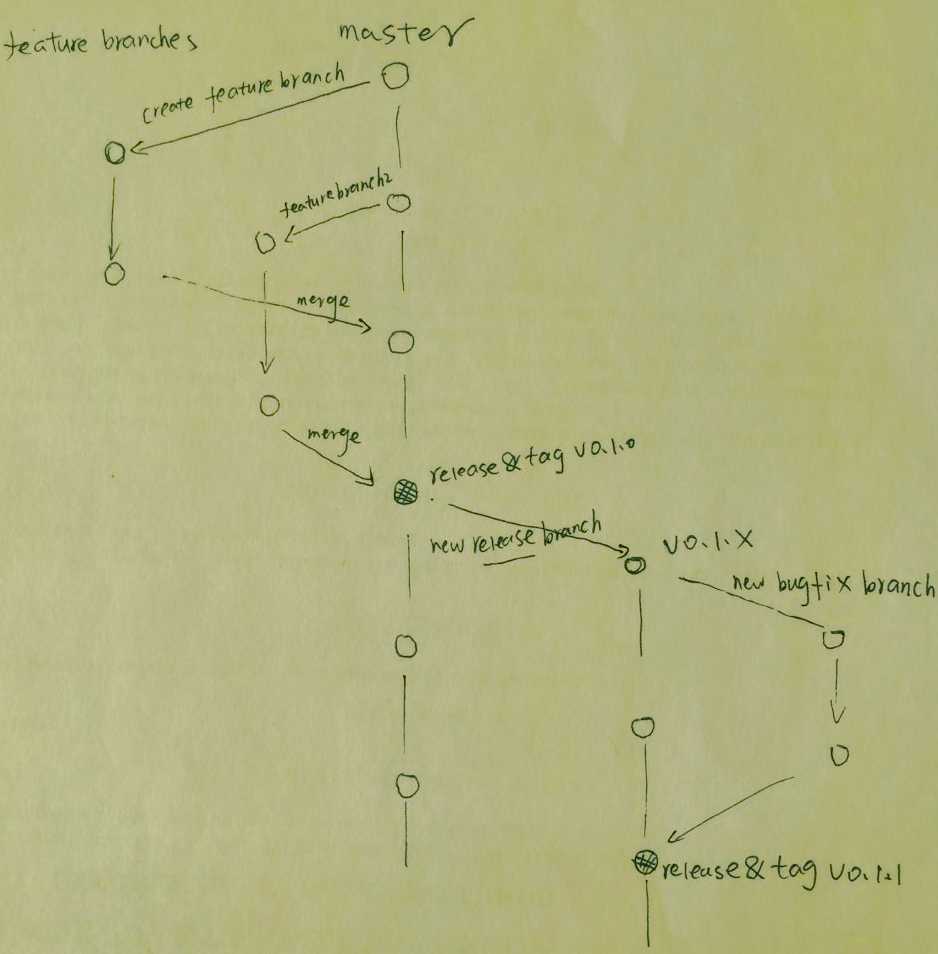 feature branches
master
create feature branch
feature branch2
merge
merge
release & tag v0.1.0
new release branch
v0.1.X
new bugfix branch
release & tag v0.1.1